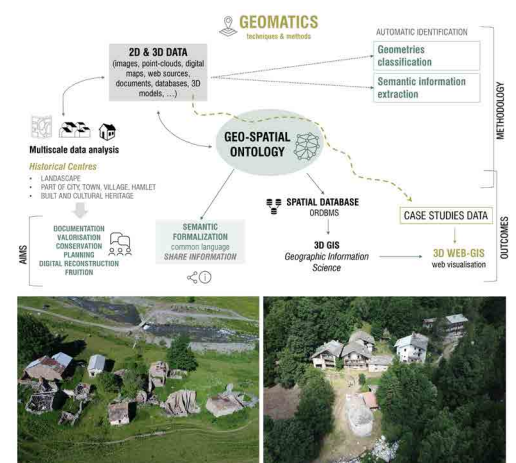 GEOMATICS
techniques & methods
2D & 3D DATA
(images, point-clouds, digital
maps, web sources,
documents, databases, 3D
models, …)
AUTOMATIC IDENTIFICATION
Geometries
classification
Semantic information
extraction
METHODOLOGY
Multiscale data analysis
Historical Centres
• LANDASCAPE
• PART OF CITY, TOWN, VILLAGE, HAMLET
• BUILT AND CULTURAL HERITAGE
GEO-SPATIAL
ONTOLOGY
AIMS
DOCUMENTATION
VALORISATION
CONSERVATION
PLANNING
DIGITAL RECONSTRUCTION
FRUITION
SEMANTIC
FORMALIZATION
common language
SHARE INFORMATION
SPATIAL DATABASE
ORDBMS
3D GIS
Geographic Information
Science
CASE STUDIES DATA
3D WEB-GIS
web visualisation
OUTCOMES